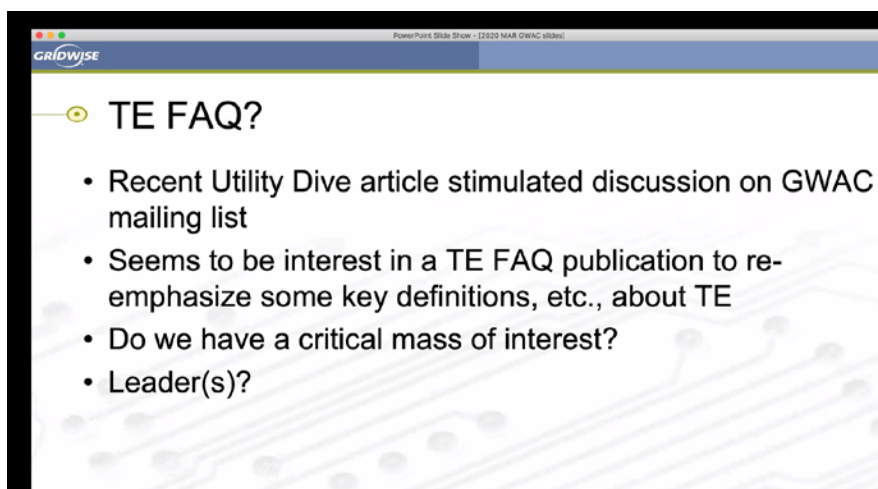 PowerPoint Slide Show - [2020 MAR GWAC slides]
GRIDWISE
TE FAQ?
• Recent Utility Dive article stimulated discussion on GWAC
mailing list
• Seems to be interest in a TE FAQ publication to re-
emphasize some key definitions, etc., about TE
• Do we have a critical mass of interest?
• Leader(s)?